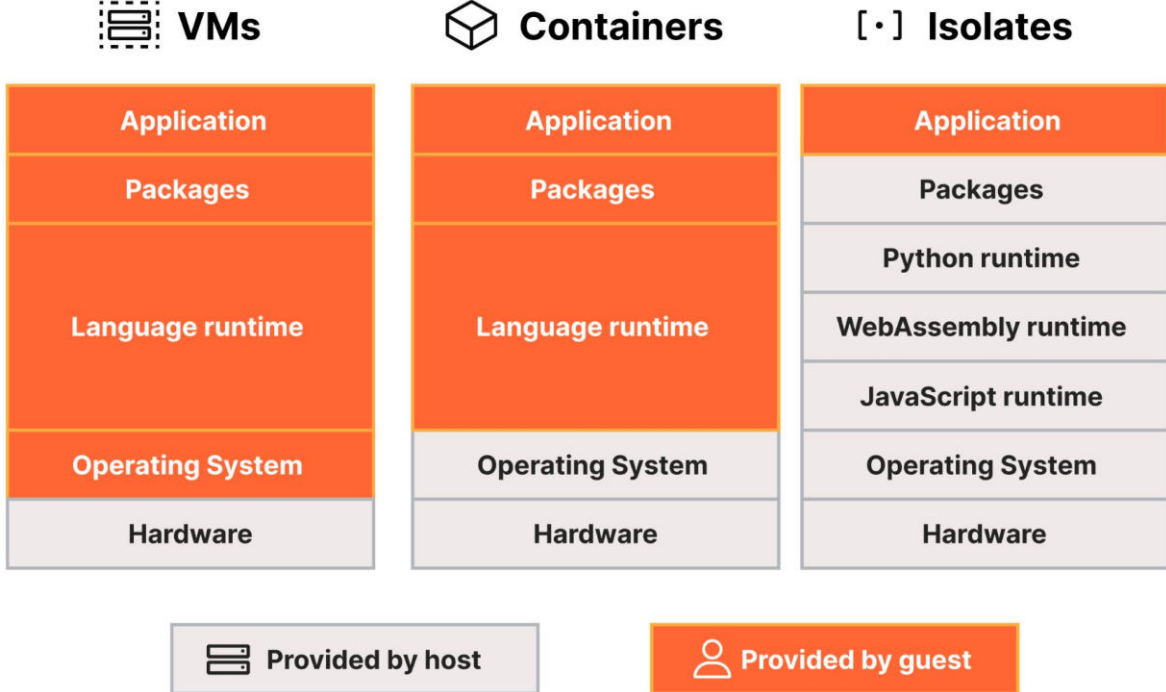 VMs
Application
Packages
Language runtime
Operating System
Hardware
Containers
Application
Packages
Language runtime
Operating System
Hardware
[·] Isolates
Application
Packages
Python runtime
WebAssembly runtime
JavaScript runtime
Operating System
Hardware
Provided by host
Provided by guest